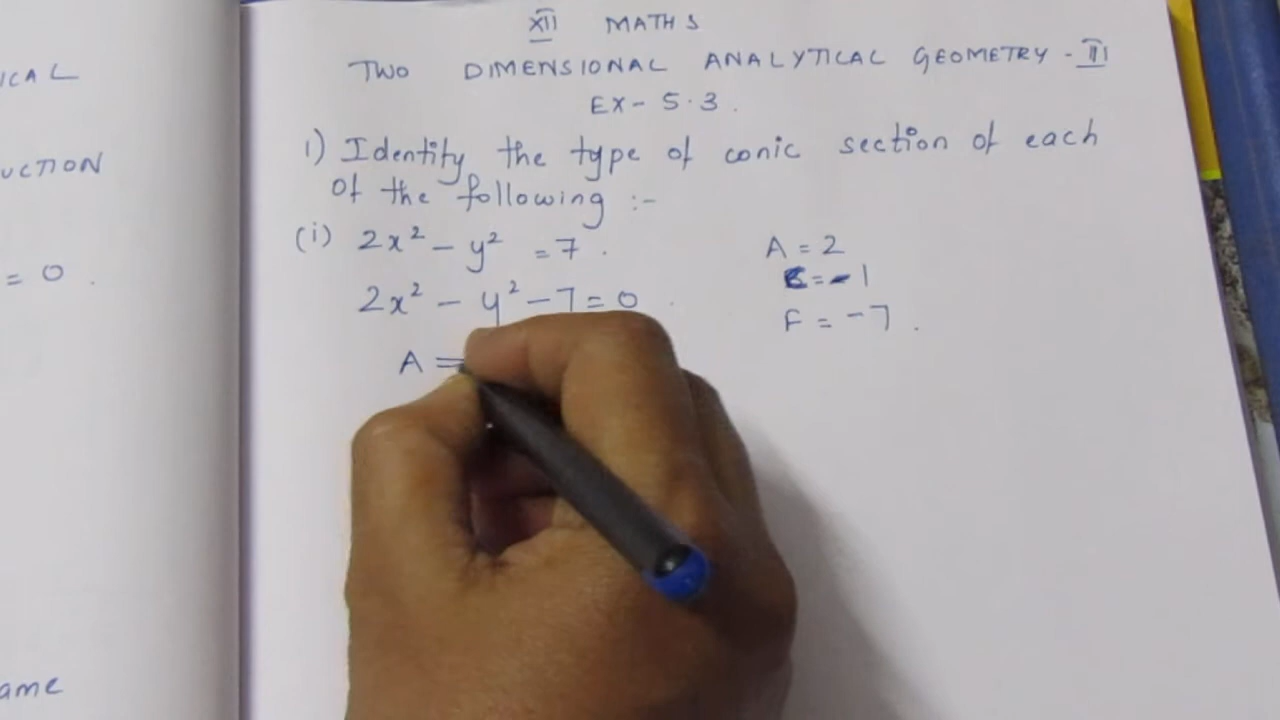 ICAL
UCTION
= 0 .
ame
XII MATHS
TWO DIMENSIONAL ANALYTICAL GEOMETRY - II
EX - 5.3 .
1) Identify the type of conic section of each
of the following :-
(i) 2x² - y² = 7 .
2x² - y² - 7 = 0 .
A =
A = 2
C = -1
F = -7 .